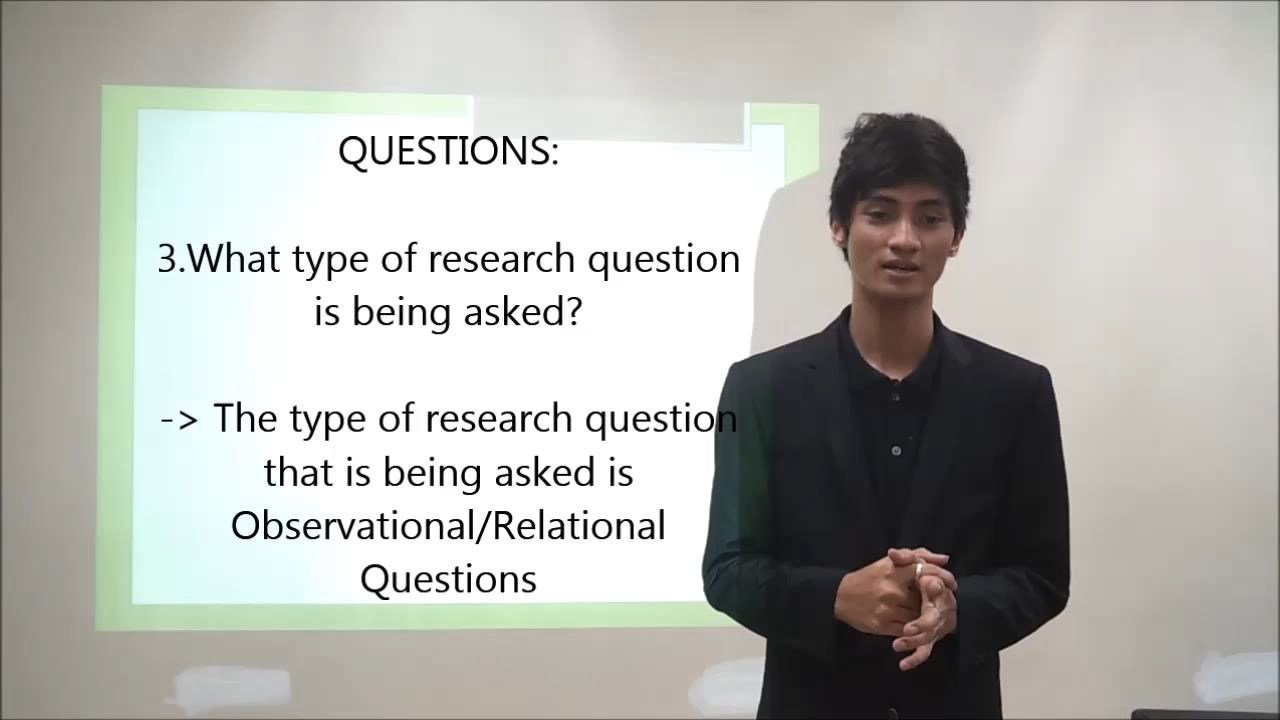 QUESTIONS:
3.What type of research question
is being asked?
-> The type of research question
that is being asked is
Observational/Relational
Questions